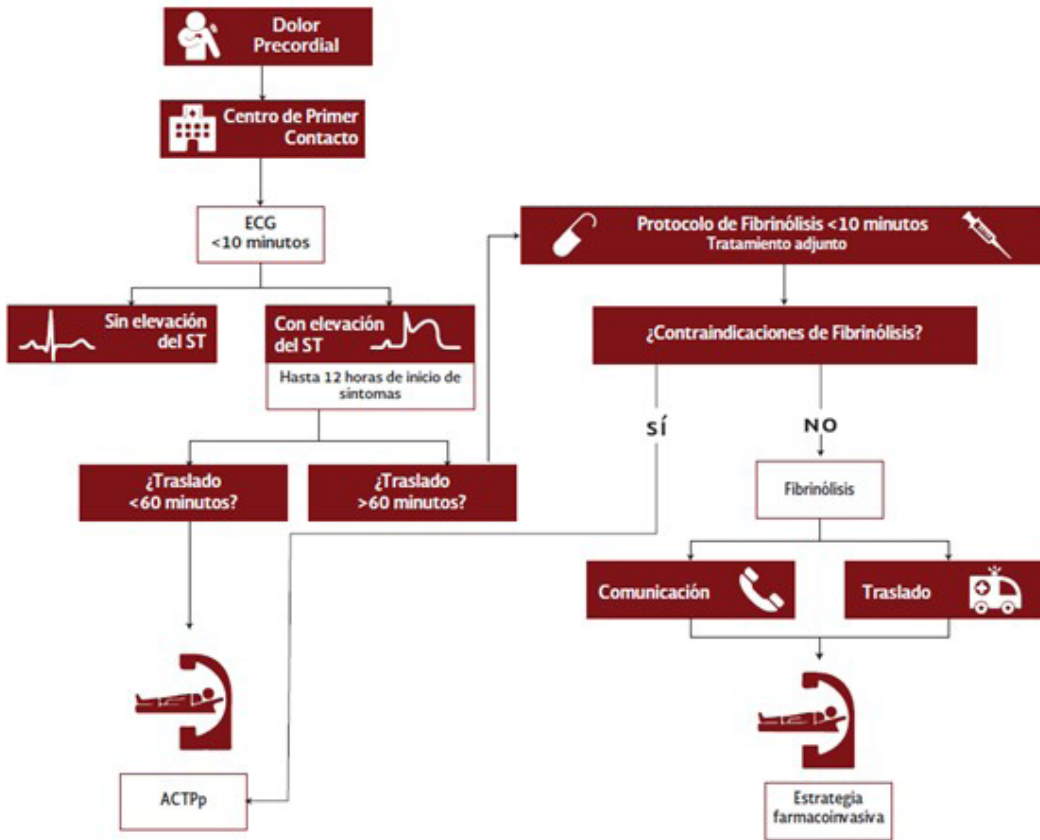 Dolor
Precordial
Centro de Primer
Contacto
ECG
<10 minutos
Sin elevación
del ST
Con elevación
del ST
Hasta 12 horas de inicio de
síntomas
¿Traslado
<60 minutos?
¿Traslado
>60 minutos?
ACTPp
Protocolo de Fibrinólisis <10 minutos
Tratamiento adjunto
¿Contraindicaciones de Fibrinólisis?
SÍ
NO
Fibrinólisis
Comunicación
Traslado
Estrategia
farmacoinvasiva